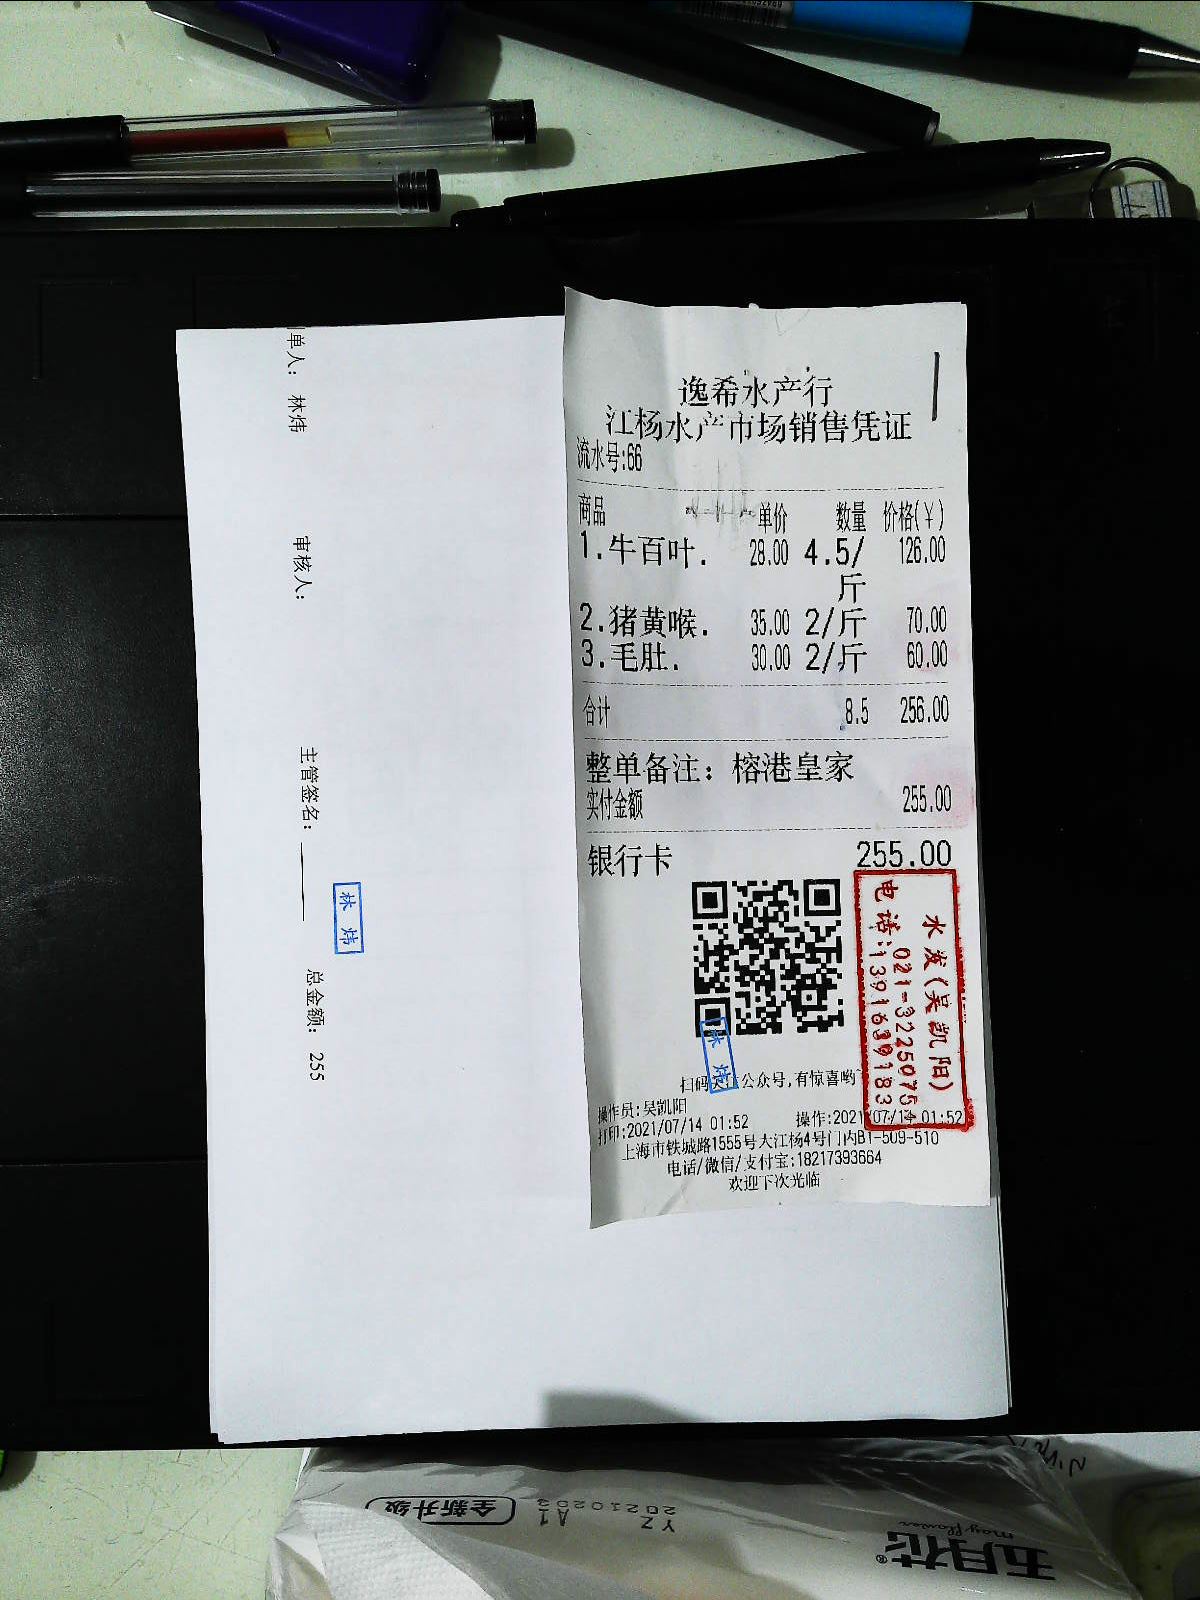 单人: 林炜
审核人:
主管签名:
总金额: 255
林炜
逸希水产行
江杨水产市场销售凭证
流水号:66
商品 单价 数量 价格(¥)
1.牛百叶. 28.00 4.5/斤 126.00
2.猪黄喉. 35.00 2/斤 70.00
3.毛肚. 30.00 2/斤 60.00
合计 8.5 256.00
整单备注: 榕港皇家
实付金额 255.00
银行卡 255.00
水发(吴凯阳)
电话:13916391183
林炜
公众号,有惊喜哟
操作员:吴凯阳
打印:2021/07/14 01:52 操作:2021/07/14 01:52
上海市铁城路1555号大江杨4号门内B1-509-510
电话/微信/支付宝:18217393664
欢迎下次光临
五月花®
Mayflower
全新升级
YZ A1
20210203